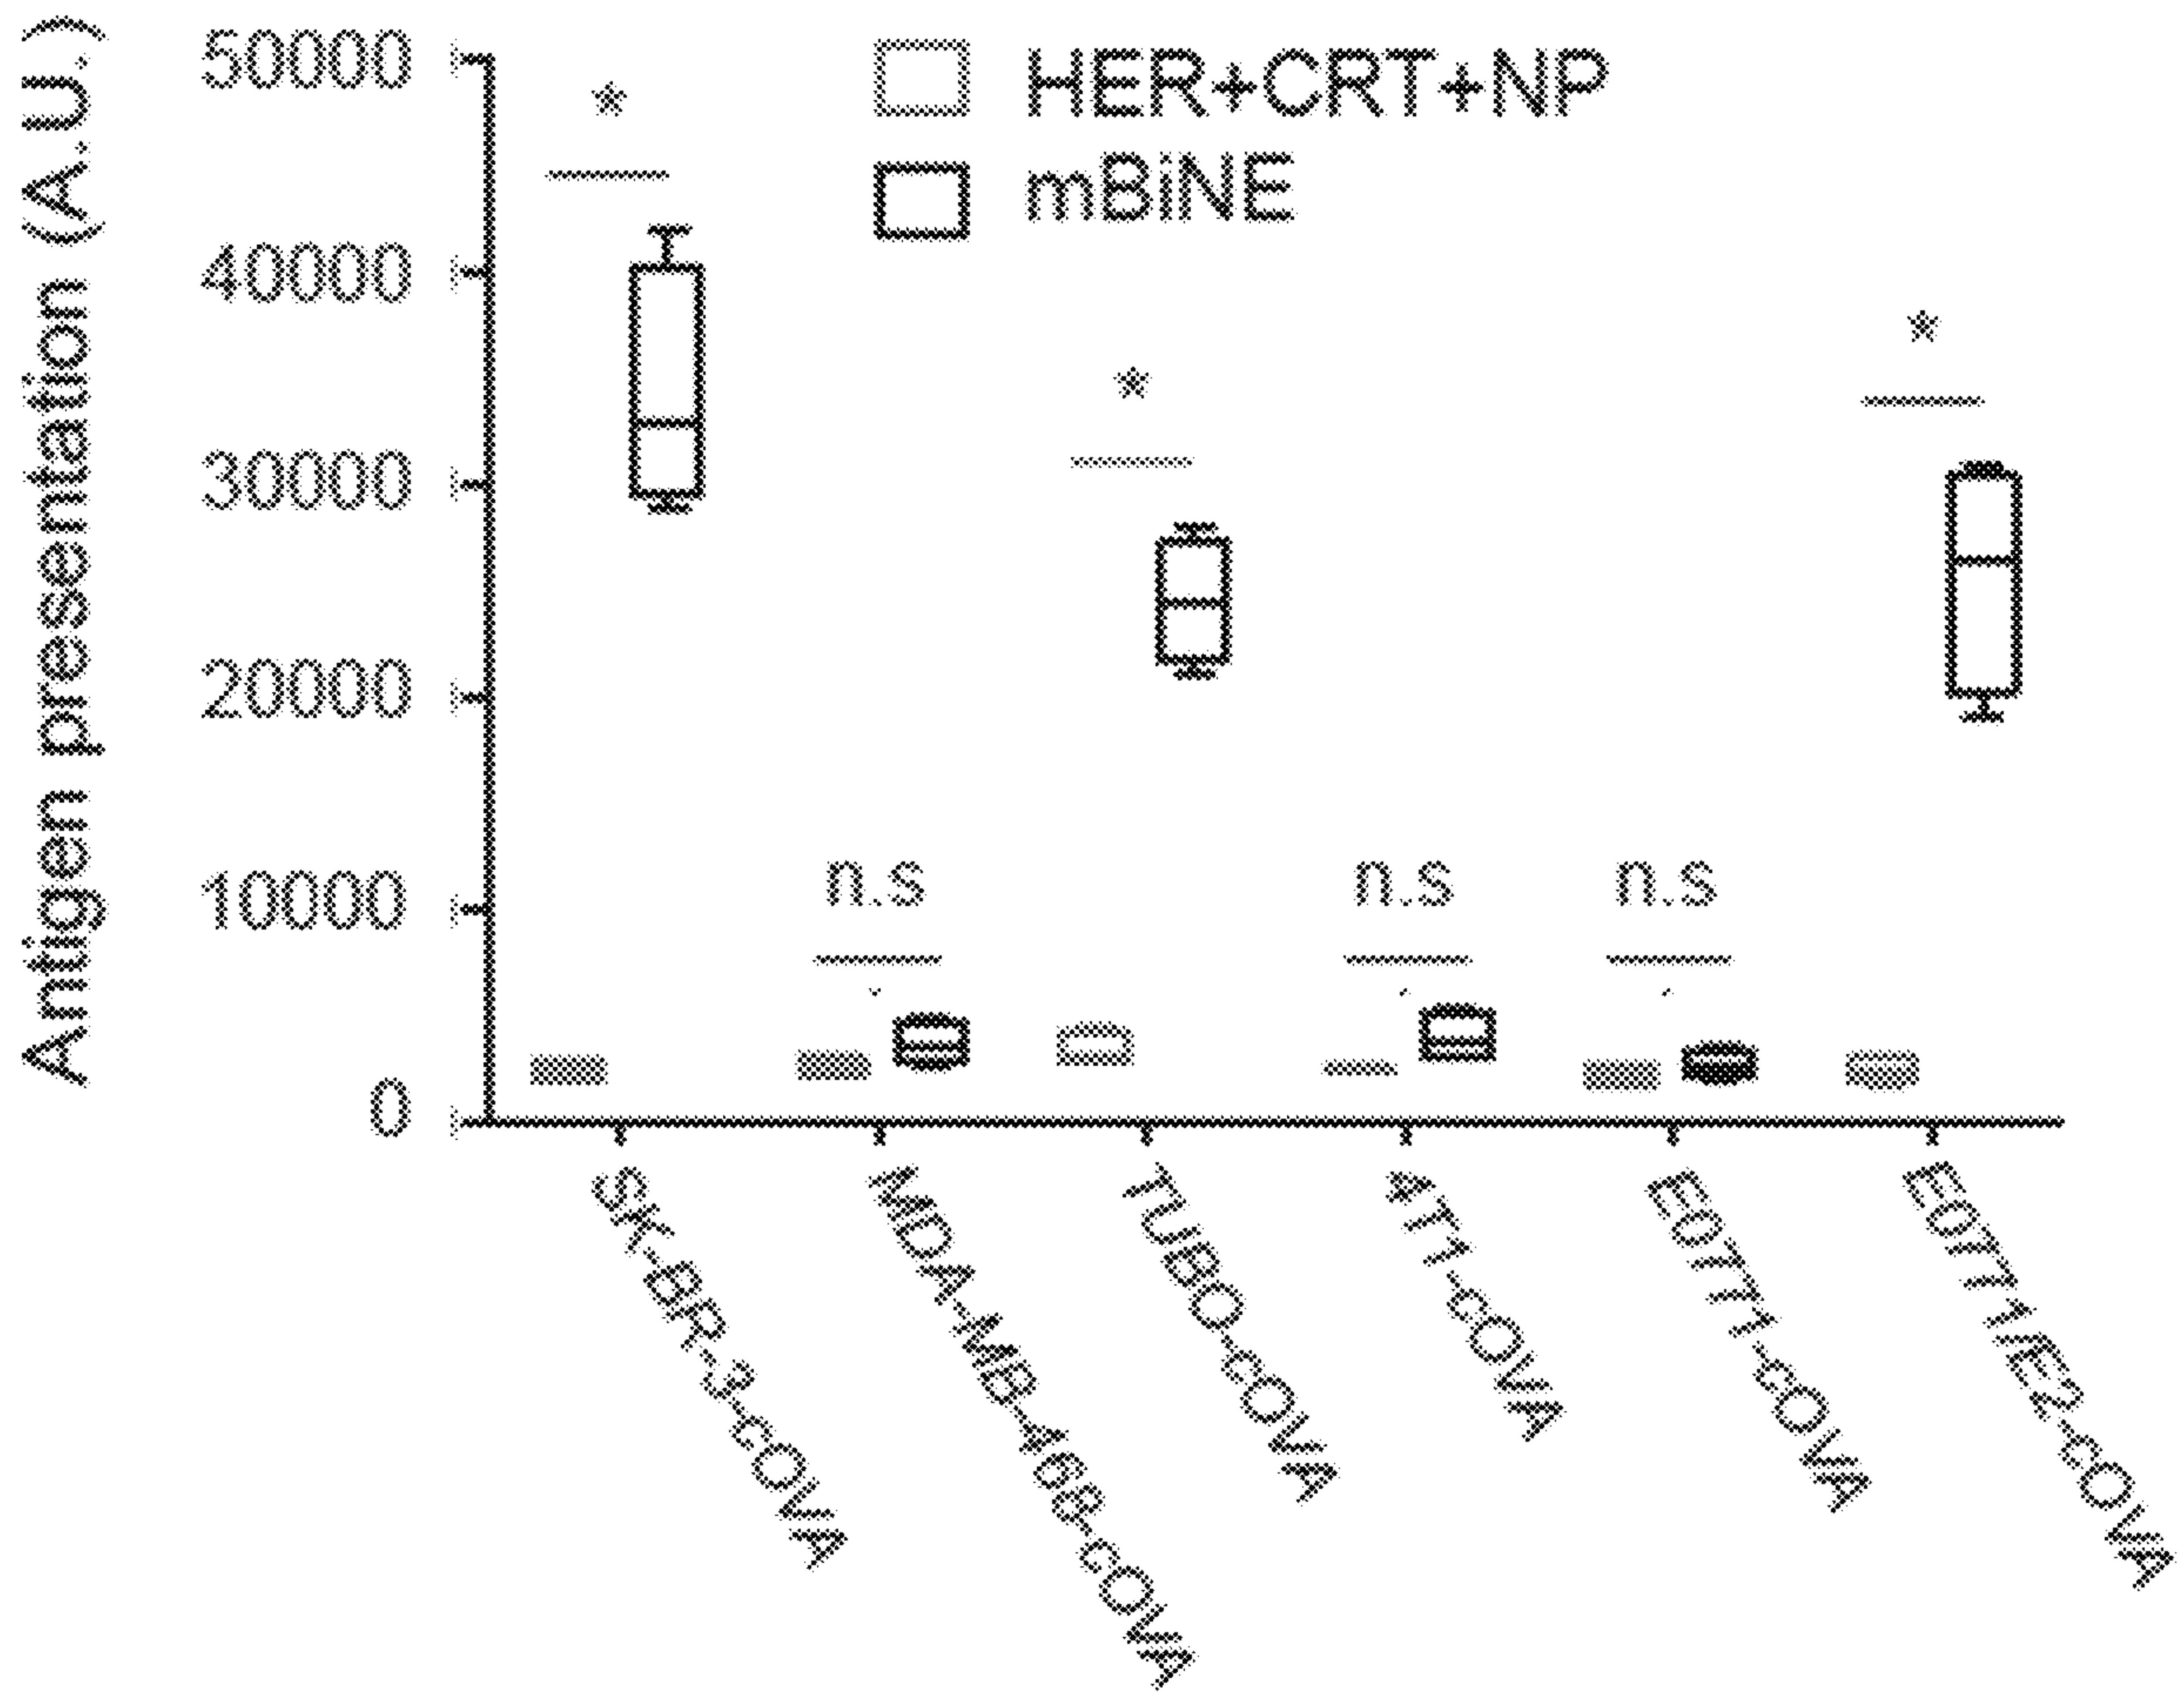 Antigen presentation (A.U.)
50000
40000
30000
20000
10000
0
HER+CRT+NP
mBiNE
*
*
*
n.s
n.s
n.s
SK-BR-3-cOVA
MDA-MB-468-cOVA
TUBO-cOVA
4T1-cOVA
E0771-cOVA
E0771/E2-cOVA